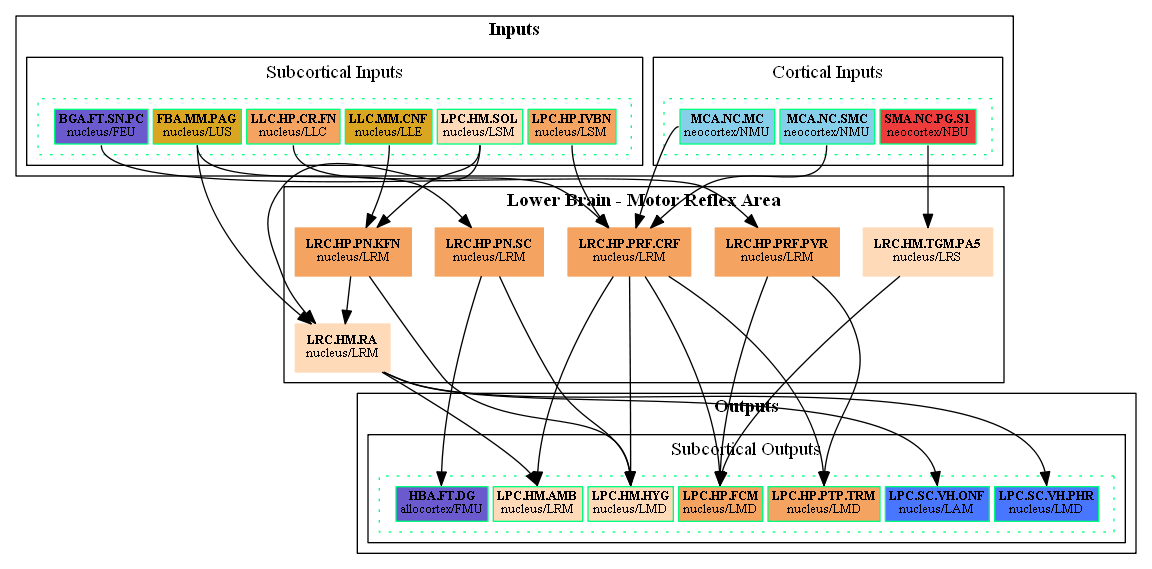 Inputs
Subcortical Inputs
Cortical Inputs
BGA.FT.SN.PC
nucleus/FEU
FBA.MM.PAG
nucleus/LUS
LLC.HP.CR.FN
nucleus/LLC
LLC.MM.CNF
nucleus/LLE
LPC.HM.SOL
nucleus/LSM
LPC.HP.IVBN
nucleus/LSM
MCA.NC.MC
neocortex/NMU
MCA.NC.SMC
neocortex/NMU
SMA.NC.PG.S1
neocortex/NBU
Lower Brain - Motor Reflex Area
LRC.HP.PN.KFN
nucleus/LRM
LRC.HP.PN.SC
nucleus/LRM
LRC.HP.PRF.CRF
nucleus/LRM
LRC.HP.PRF.PVR
nucleus/LRM
LRC.HM.TGM.PA5
nucleus/LRS
LRC.HM.RA
nucleus/LRM
Outputs
Subcortical Outputs
HBA.FT.DG
allocortex/FMU
LPC.HM.AMB
nucleus/LRM
LPC.HM.HYG
nucleus/LMD
LPC.HP.FCM
nucleus/LMD
LPC.HP.PTP.TRM
nucleus/LMD
LPC.SC.VH.ONF
nucleus/LAM
LPC.SC.VH.PHR
nucleus/LMD